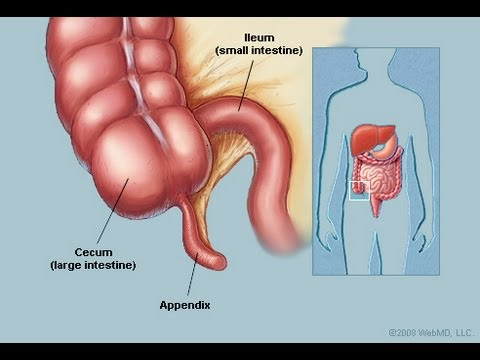 Ileum
(small intestine)
Cecum
(large intestine)
Appendix
©2008 WebMD, LLC.